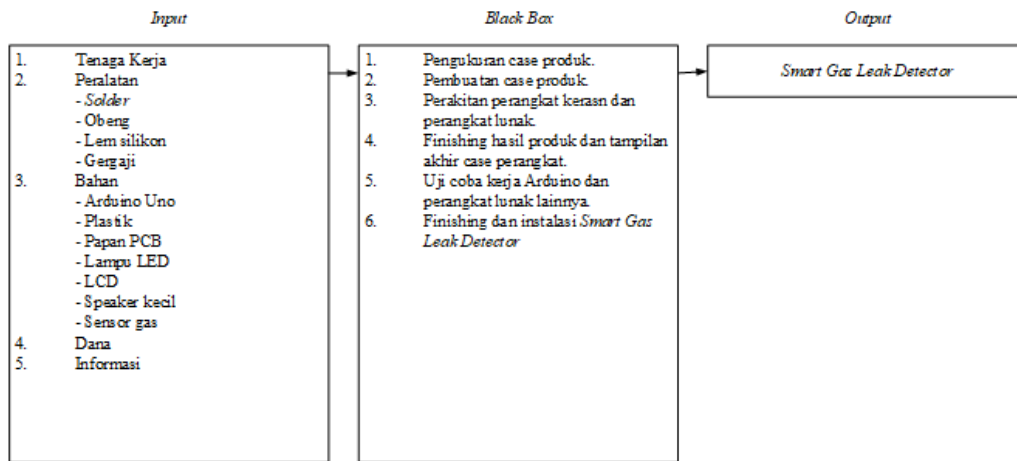 Input
Black Box
Output
1. Tenaga Kerja
2. Peralatan
- Solder
- Obeng
- Lem silikon
- Gergaji
3. Bahan
- Arduino Uno
- Plastik
- Papan PCB
- Lampu LED
- LCD
- Speaker kecil
- Sensor gas
4. Dana
5. Informasi
1. Pengukuran case produk.
2. Pembuatan case produk.
3. Perakitan perangkat kerasn dan
perangkat lunak.
4. Finishing hasil produk dan tampilan
akhir case perangkat.
5. Uji coba kerja Arduino dan
perangkat lunak lainnya.
6. Finishing dan instalasi Smart Gas
Leak Detector
Smart Gas Leak Detector